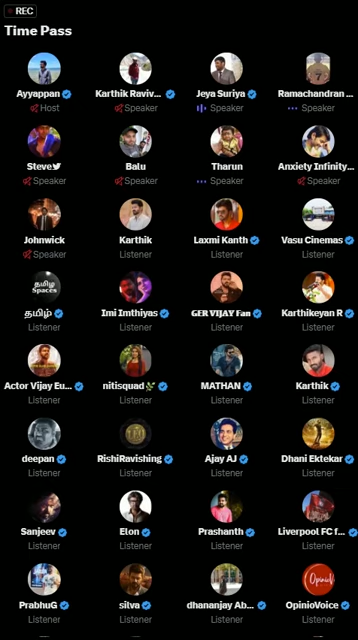 REC
Time Pass
Ayyappan Karthik Raviv... Jeya Suriya Ramachandran ...
Host Speaker Speaker Speaker
Steve Balu Tharun Anxiety Infinity...
Speaker Speaker Speaker Speaker
Johnwick Karthik Laxmi Kanth Vasu Cinemas
Speaker Listener Listener Listener
தமிழ் Spaces
தமிழ் Imi Imthiyas GER VIJAY Fan Karthikeyan R
Listener Listener Listener Listener
Actor Vijay Eu... nitisquad MATHAN Karthik
Listener Listener Listener Listener
deepan RishiRavishing Ajay AJ Dhani Ektekar
Listener Listener Listener Listener
Sanjeev Elon Prashanth Liverpool FC f...
Listener Listener Listener Listener
Opinio
PrabhuG silva dhananjay Ab... OpinioVoice
Listener Listener Listener Listener